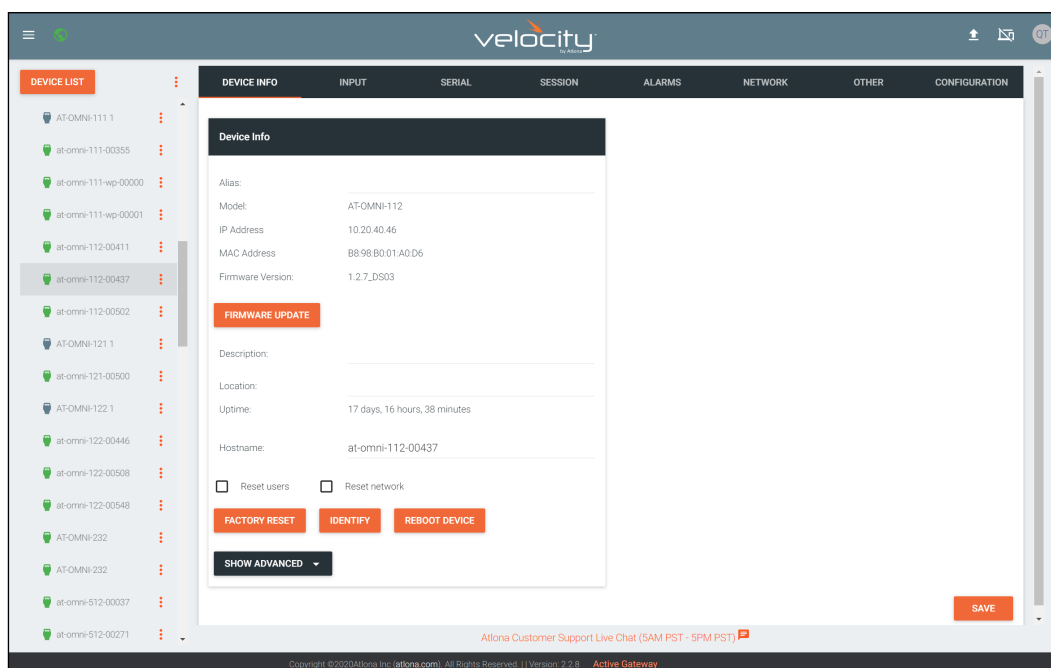 velocity
by Atlona
QT
DEVICE LIST
AT-OMNI-111 1
at-omni-111-00355
at-omni-111-wp-00000
at-omni-111-wp-00001
at-omni-112-00411
at-omni-112-00437
at-omni-112-00502
AT-OMNI-121 1
at-omni-121-00500
AT-OMNI-122 1
at-omni-122-00446
at-omni-122-00508
at-omni-122-00548
AT-OMNI-232
AT-OMNI-232
at-omni-512-00037
at-omni-512-00271
DEVICE INFO INPUT SERIAL SESSION ALARMS NETWORK OTHER CONFIGURATION
Device Info
Alias:
Model: AT-OMNI-112
IP Address 10.20.40.46
MAC Address B8:98:B0:01:A0:D6
Firmware Version: 1.2.7_DS03
FIRMWARE UPDATE
Description:
Location:
Uptime: 17 days, 16 hours, 38 minutes
Hostname: at-omni-112-00437
Reset users Reset network
FACTORY RESET IDENTIFY REBOOT DEVICE
SHOW ADVANCED
SAVE
Atlona Customer Support Live Chat (5AM PST - 5PM PST)
Copyright ©2020Atlona Inc (atlona.com). All Rights Reserved. | | Version: 2.2.8 Active Gateway